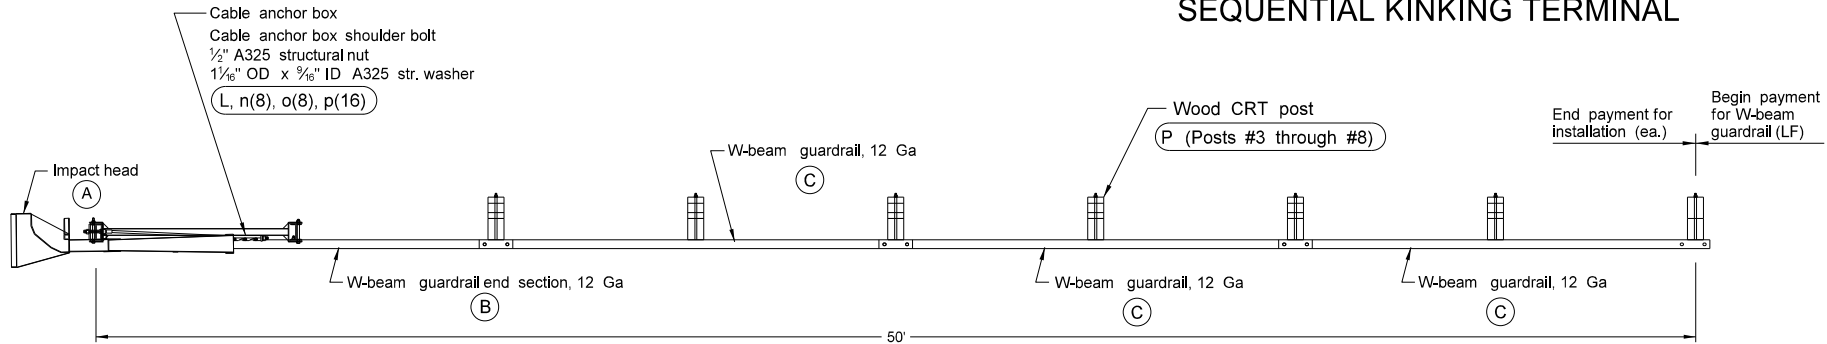 SEQUENTIAL KINKING TERMINAL
Cable anchor box
Cable anchor box shoulder bolt
½" A325 structural nut
1¹⁄₁₆" OD x ⁹⁄₁₆" ID A325 str. washer
L, n(8), o(8), p(16)
Impact head
A
W-beam guardrail, 12 Ga
C
Wood CRT post
P (Posts #3 through #8)
End payment for
installation (ea.)
Begin payment
for W-beam
guardrail (LF)
W-beam guardrail end section, 12 Ga
B
W-beam guardrail, 12 Ga
C
W-beam guardrail, 12 Ga
C
50'